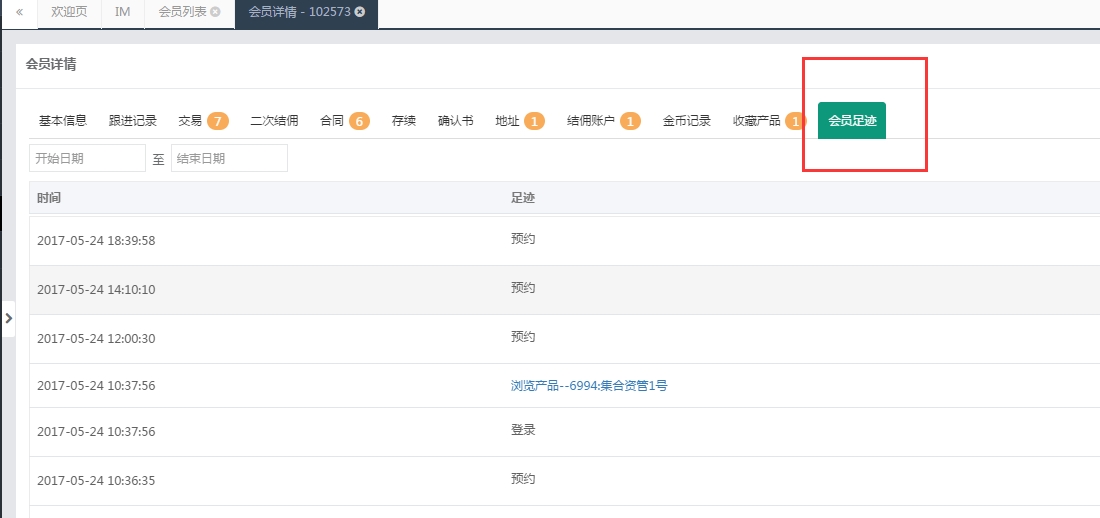 « 欢迎页 IM 会员列表 会员详情 - 102573
会员详情
基本信息 跟进记录 交易 7 二次结佣 合同 6 存续 确认书 地址 1 结佣账户 1 金币记录 收藏产品 1 会员足迹
开始日期 至 结束日期
时间 足迹
2017-05-24 18:39:58 预约
2017-05-24 14:10:10 预约
2017-05-24 12:00:30 预约
2017-05-24 10:37:56 浏览产品--6994:集合资管1号
2017-05-24 10:37:56 登录
2017-05-24 10:36:35 预约